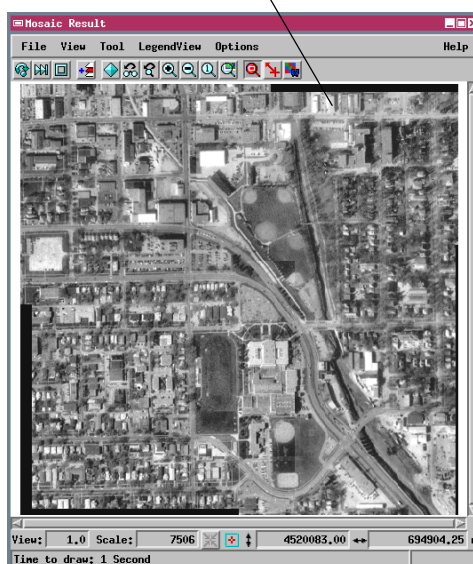 Mosaic Result
File View Tool LegendView Options Help
View: 1.0 Scale: 7506 4520083.00 694904.25
Time to draw: 1 Second